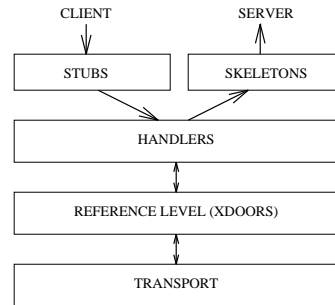 CLIENT SERVER
STUBS SKELETONS
HANDLERS
REFERENCE LEVEL (XDOORS)
TRANSPORT